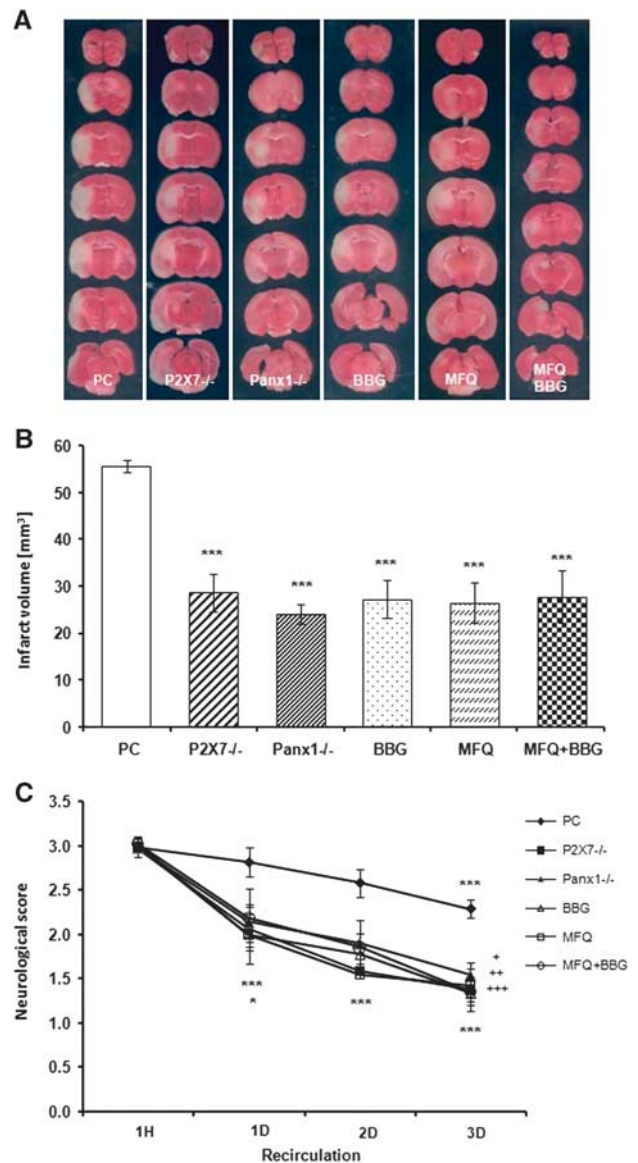 A
PC
P2X7-/-
Panx1-/-
BBG
MFQ
MFQ
BBG
B
Infarct volume [mm³]
60
50
40
30
20
10
0
***
***
***
***
***
PC
P2X7-/-
Panx1-/-
BBG
MFQ
MFQ+BBG
C
Neurological score
3.5
3.0
2.5
2.0
1.5
1.0
0.5
0.0
***
*
***
***
+
++
+++
***
1H
1D
2D
3D
Recirculation
PC
P2X7-/-
Panx1-/-
BBG
MFQ
MFQ+BBG